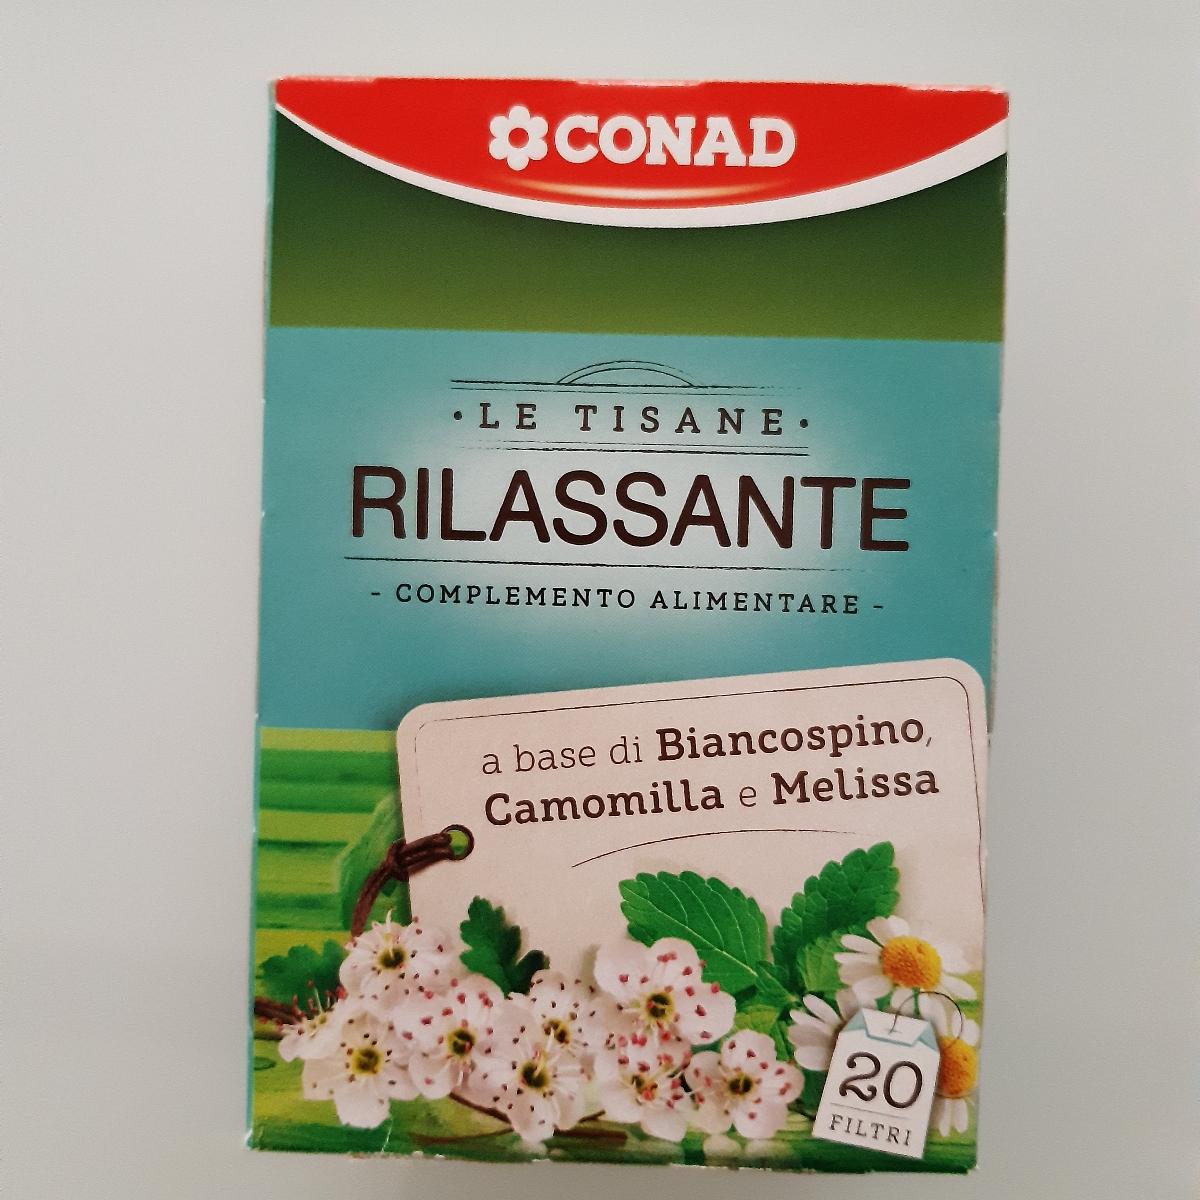 CONAD
• LE TISANE •
RILASSANTE
- COMPLEMENTO ALIMENTARE -
a base di Biancospino,
Camomilla e Melissa
20
FILTRI